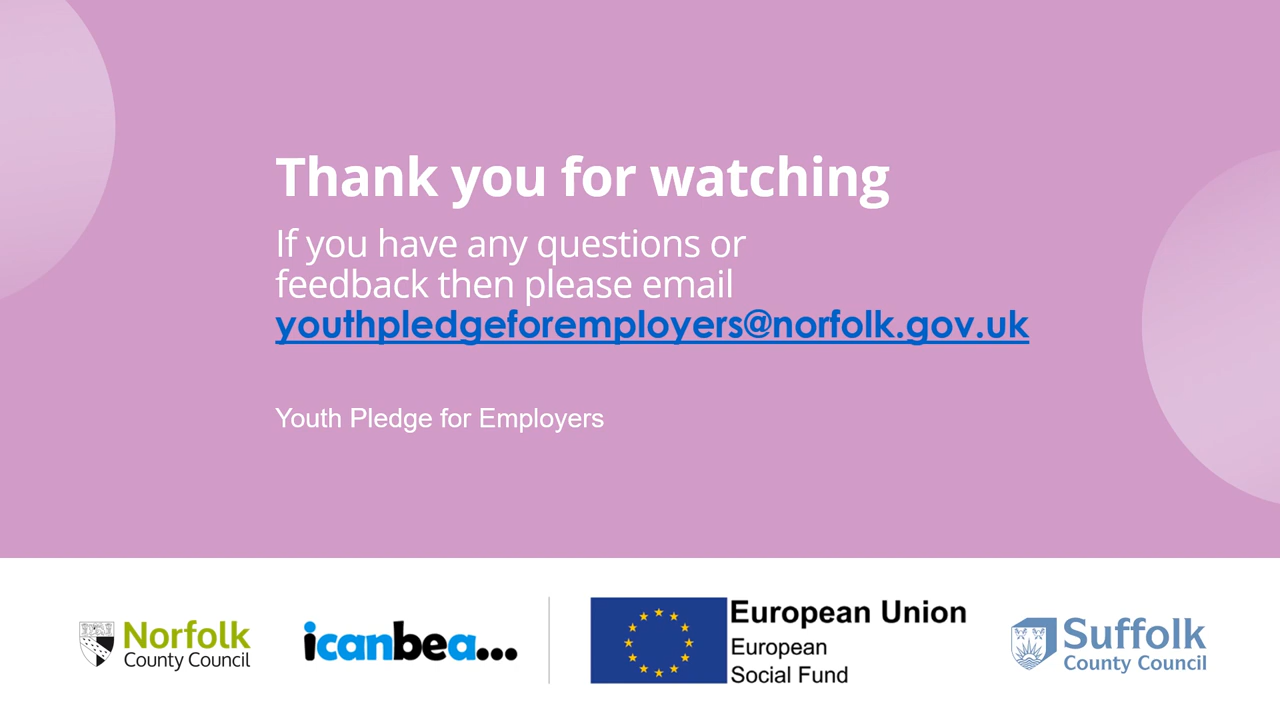 Thank you for watching
If you have any questions or
feedback then please email
youthpledgeforemployers@norfolk.gov.uk
Youth Pledge for Employers
Norfolk
County Council
icanbea...
European Union
European
Social Fund
Suffolk
County Council